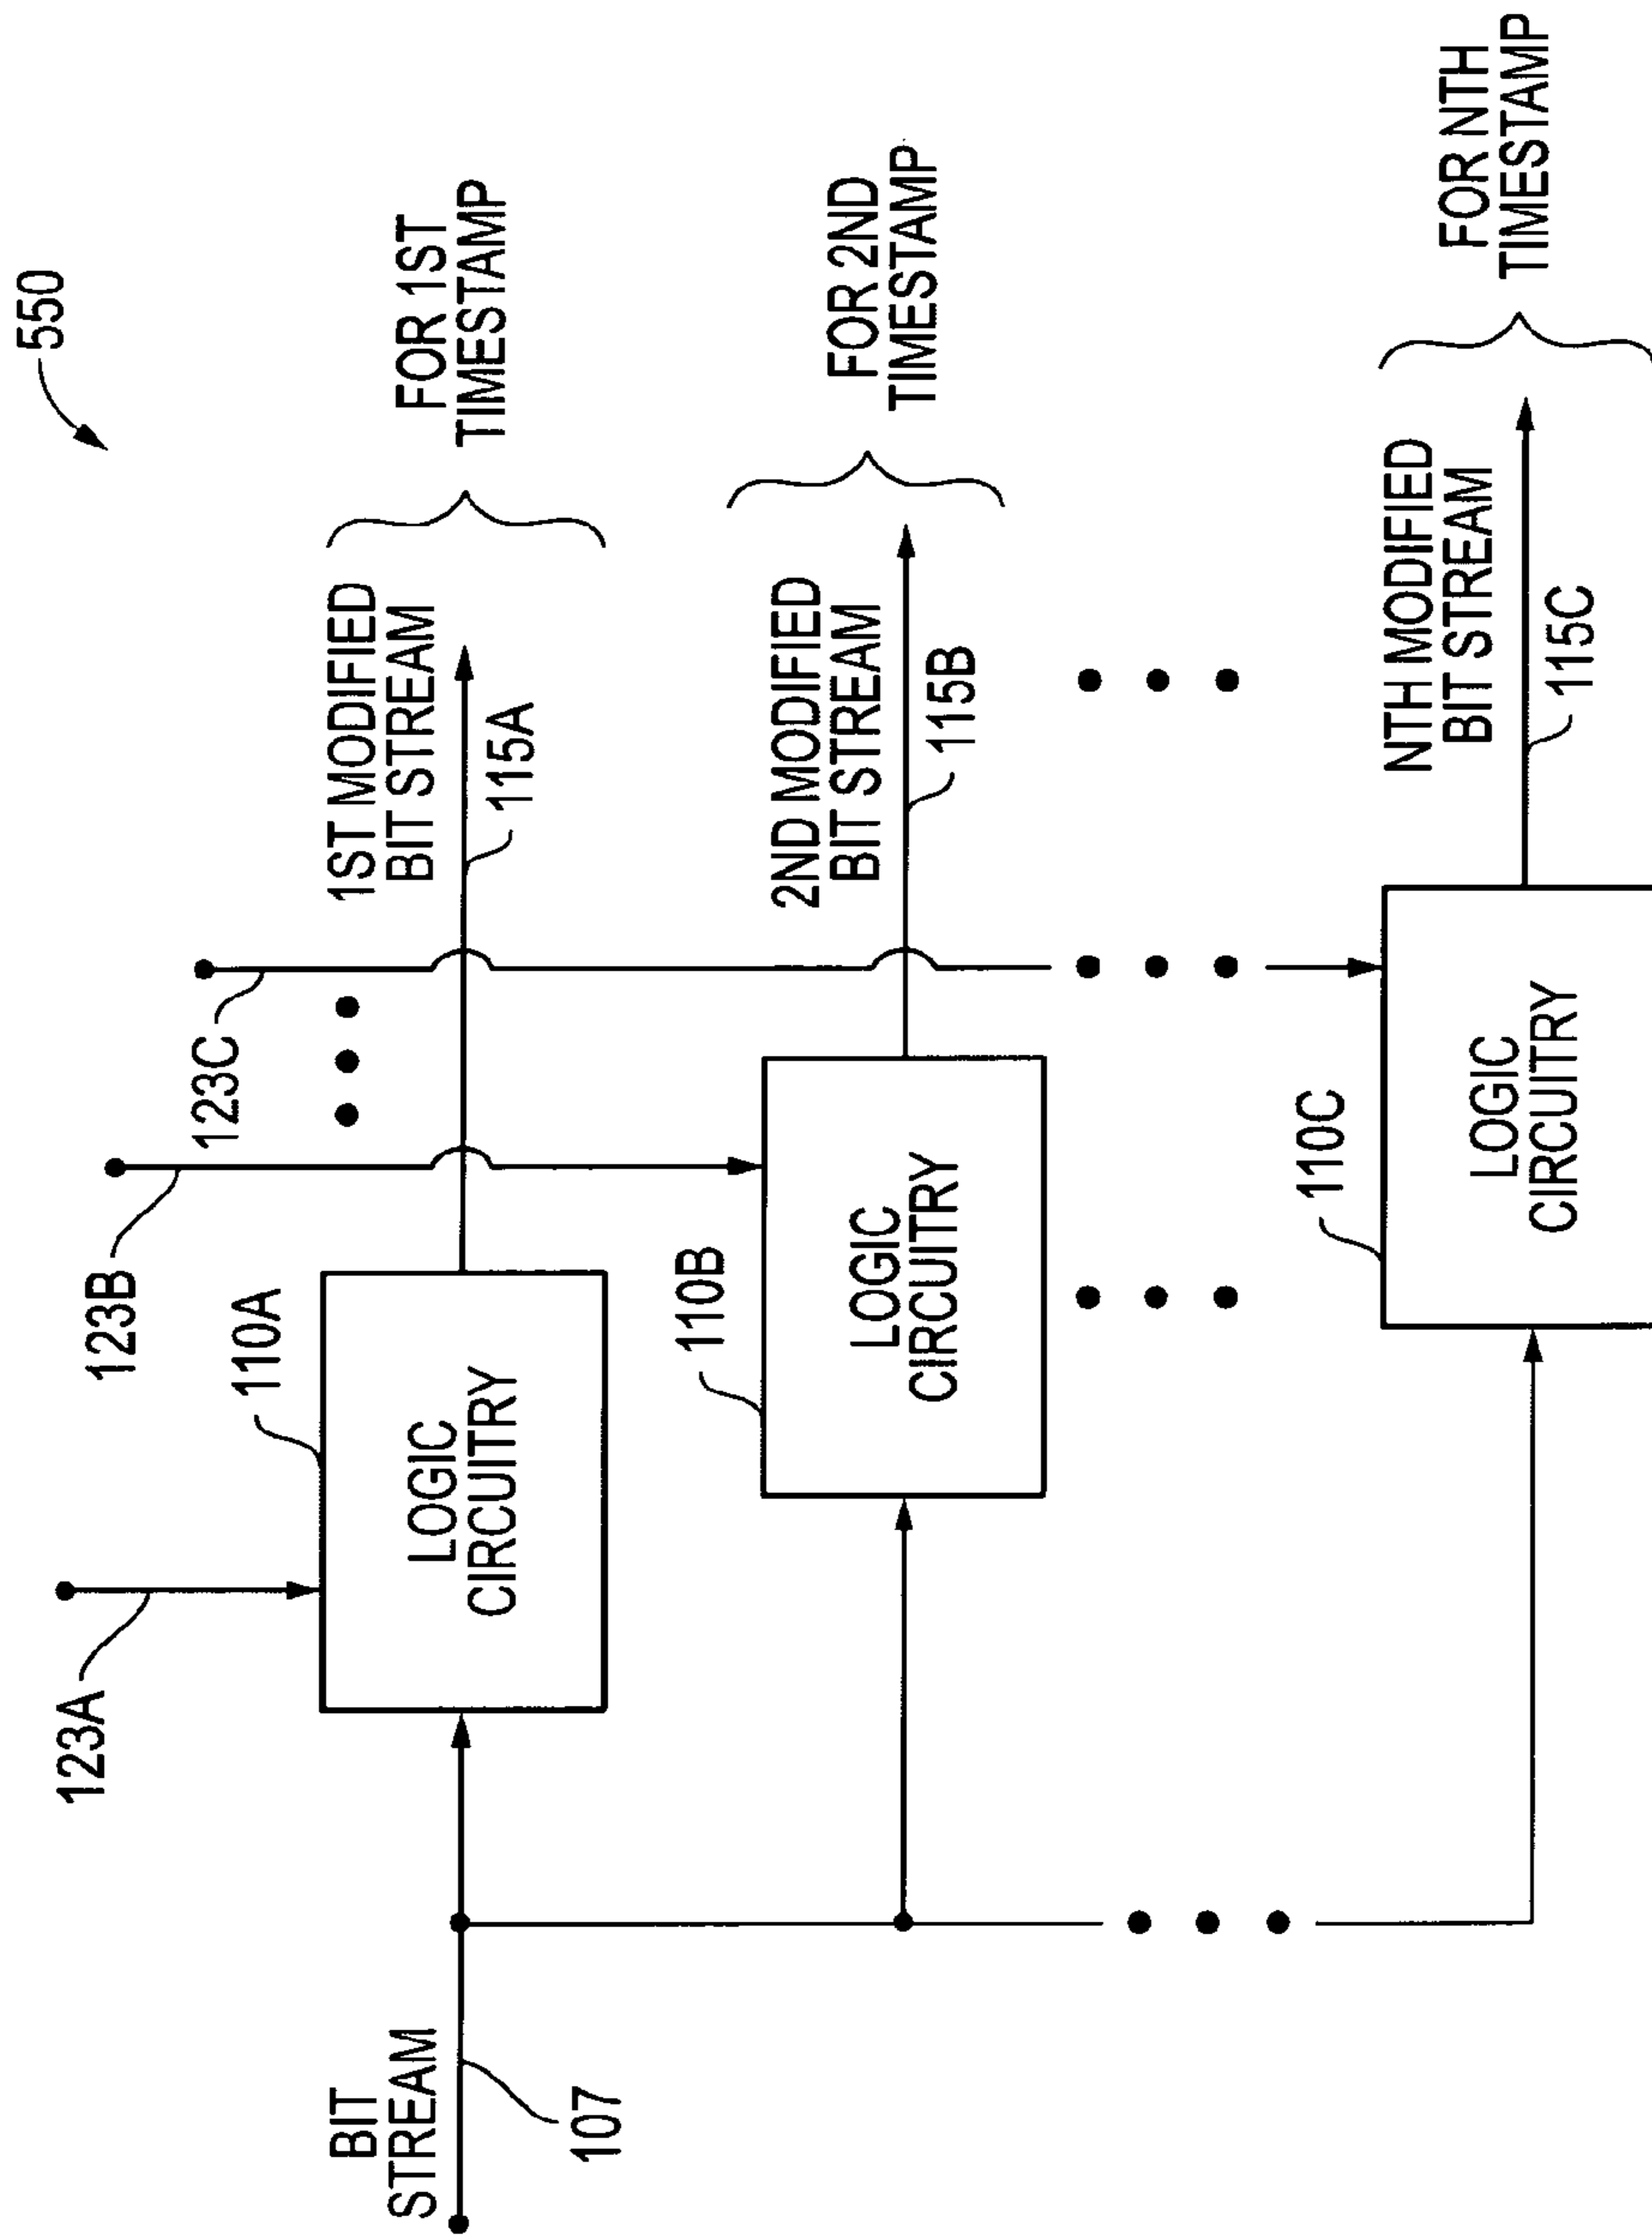 550
123A
123B
123C
BIT
STREAM
107
110A
LOGIC
CIRCUITRY
1ST MODIFIED
BIT STREAM
115A
FOR 1ST
TIMESTAMP
110B
LOGIC
CIRCUITRY
2ND MODIFIED
BIT STREAM
115B
FOR 2ND
TIMESTAMP
110C
LOGIC
CIRCUITRY
NTH MODIFIED
BIT STREAM
115C
FOR NTH
TIMESTAMP